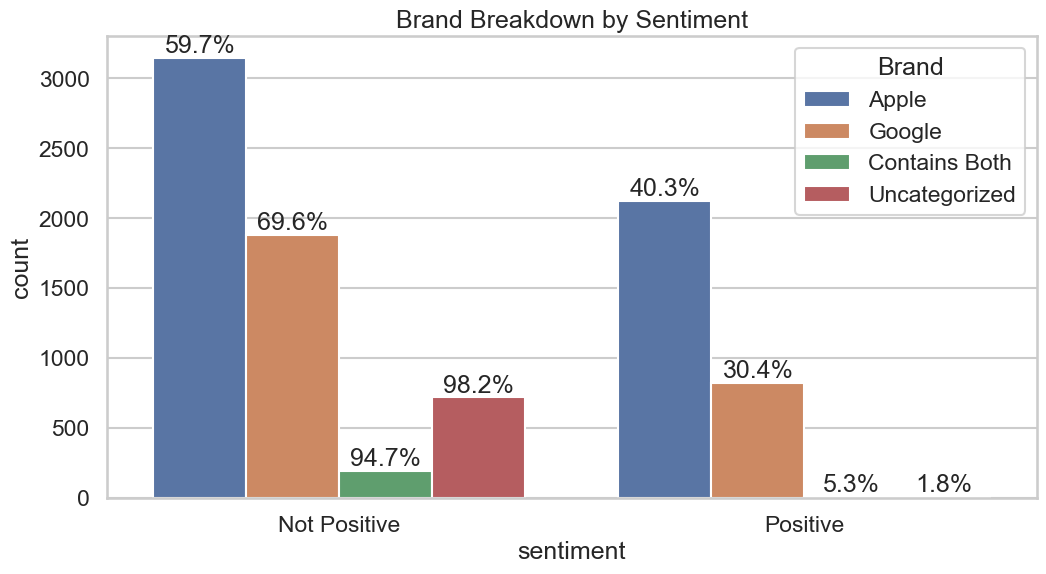 Brand Breakdown by Sentiment
59.7%
69.6%
94.7%
98.2%
40.3%
30.4%
5.3%
1.8%
Brand
Apple
Google
Contains Both
Uncategorized
count
3000
2500
2000
1500
1000
500
0
Not Positive
Positive
sentiment